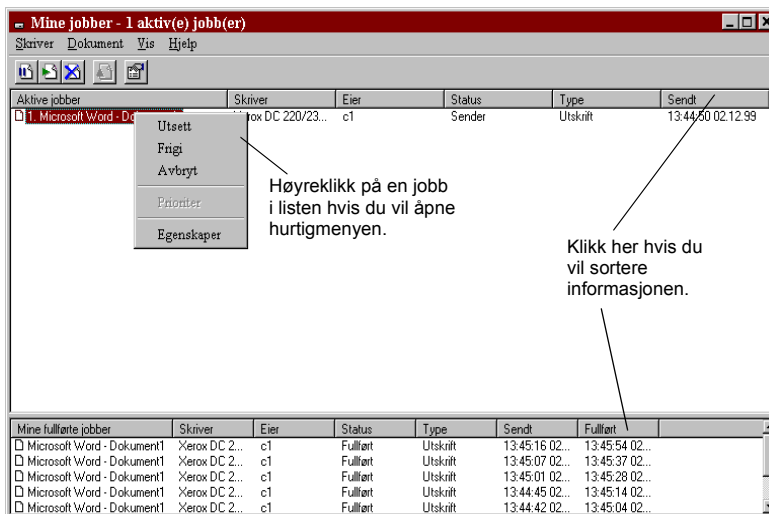 Mine jobber - 1 aktiv(e) jobb(er)
Skriver Dokument Vis Hjelp
Aktive jobber Skriver Eier Status Type Sendt
1. Microsoft Word - Do rox DC 220/23... c1 Sender Utskrift 13:44:50 02.12.99
Utsett
Frigi
Avbryt
Prioriter
Egenskaper
Høyreklikk på en jobb
i listen hvis du vil åpne
hurtigmenyen.
Klikk her hvis du
vil sortere
informasjonen.
Mine fullførte jobber Skriver Eier Status Type Sendt Fullført
Microsoft Word - Dokument1 Xerox DC 2... c1 Fullført Utskrift 13:45:16 02... 13:45:54 02...
Microsoft Word - Dokument1 Xerox DC 2... c1 Fullført Utskrift 13:45:07 02... 13:45:37 02...
Microsoft Word - Dokument1 Xerox DC 2... c1 Fullført Utskrift 13:45:01 02... 13:45:28 02...
Microsoft Word - Dokument1 Xerox DC 2... c1 Fullført Utskrift 13:44:45 02... 13:45:14 02...
Microsoft Word - Dokument1 Xerox DC 2... c1 Fullført Utskrift 13:44:42 02... 13:45:04 02...